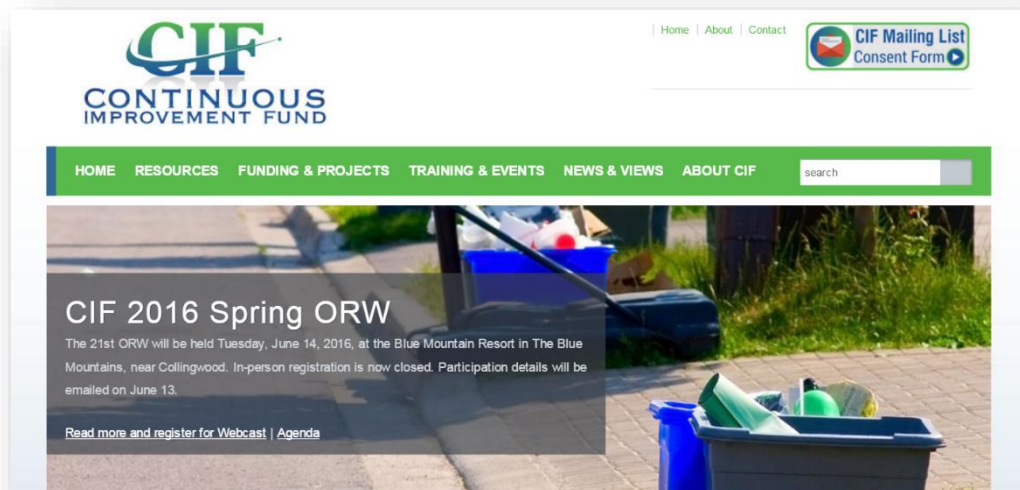 CIF
CONTINUOUS
IMPROVEMENT FUND
| Home | About | Contact
CIF Mailing List
Consent Form
HOME RESOURCES FUNDING & PROJECTS TRAINING & EVENTS NEWS & VIEWS ABOUT CIF search
CIF 2016 Spring ORW
The 21st ORW will be held Tuesday, June 14, 2016, at the Blue Mountain Resort in The Blue
Mountains, near Collingwood. In-person registration is now closed. Participation details will be
emailed on June 13.
Read more and register for Webcast | Agenda